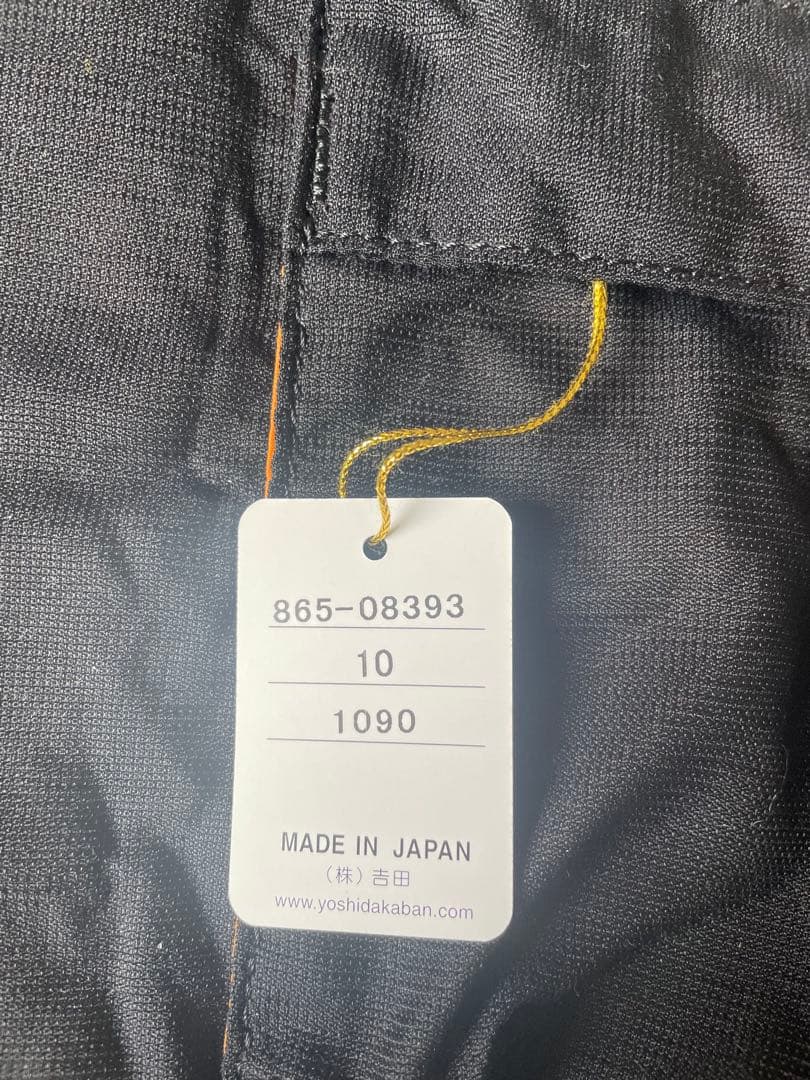 865-08393
10
1090
MADE IN JAPAN
(株)吉田
www.yoshidakaban.com